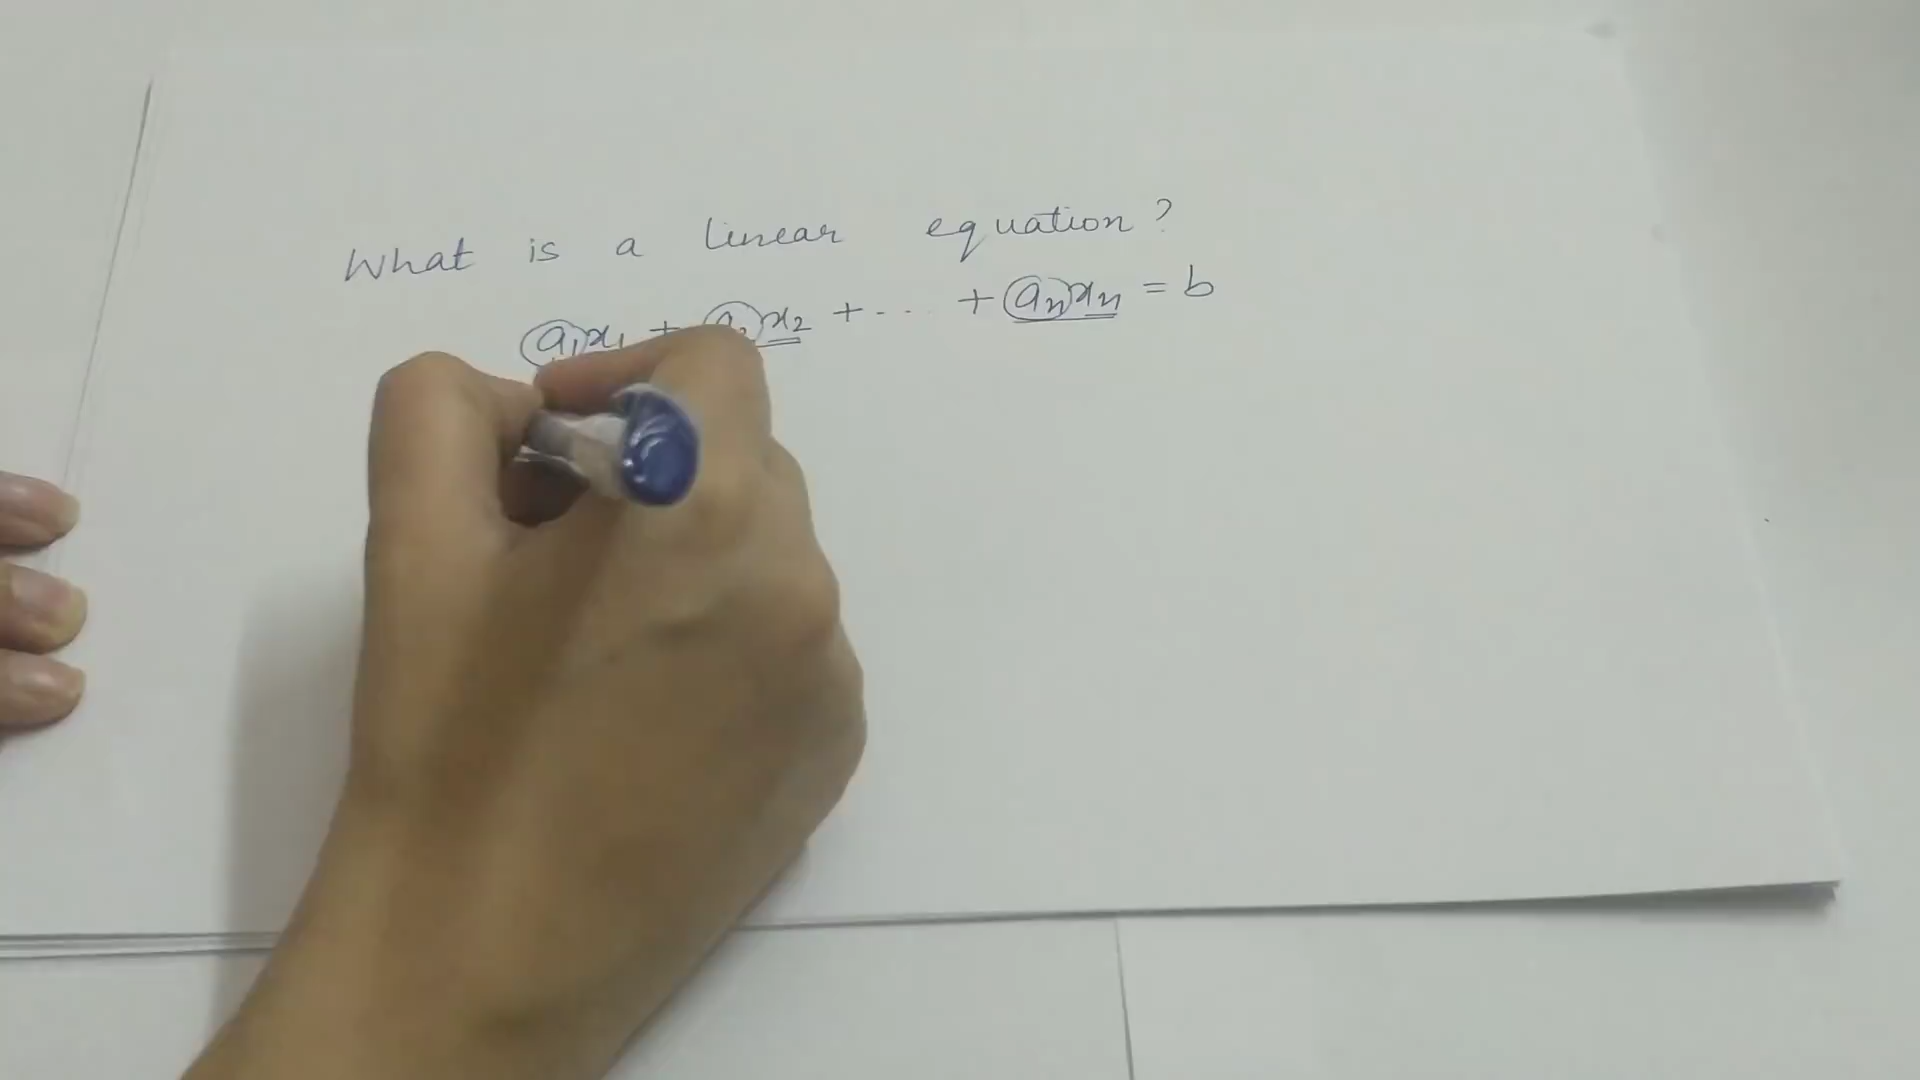 What is a linear equation?
a₁x₁ + a₂x₂ + ... + aₙxₙ = b